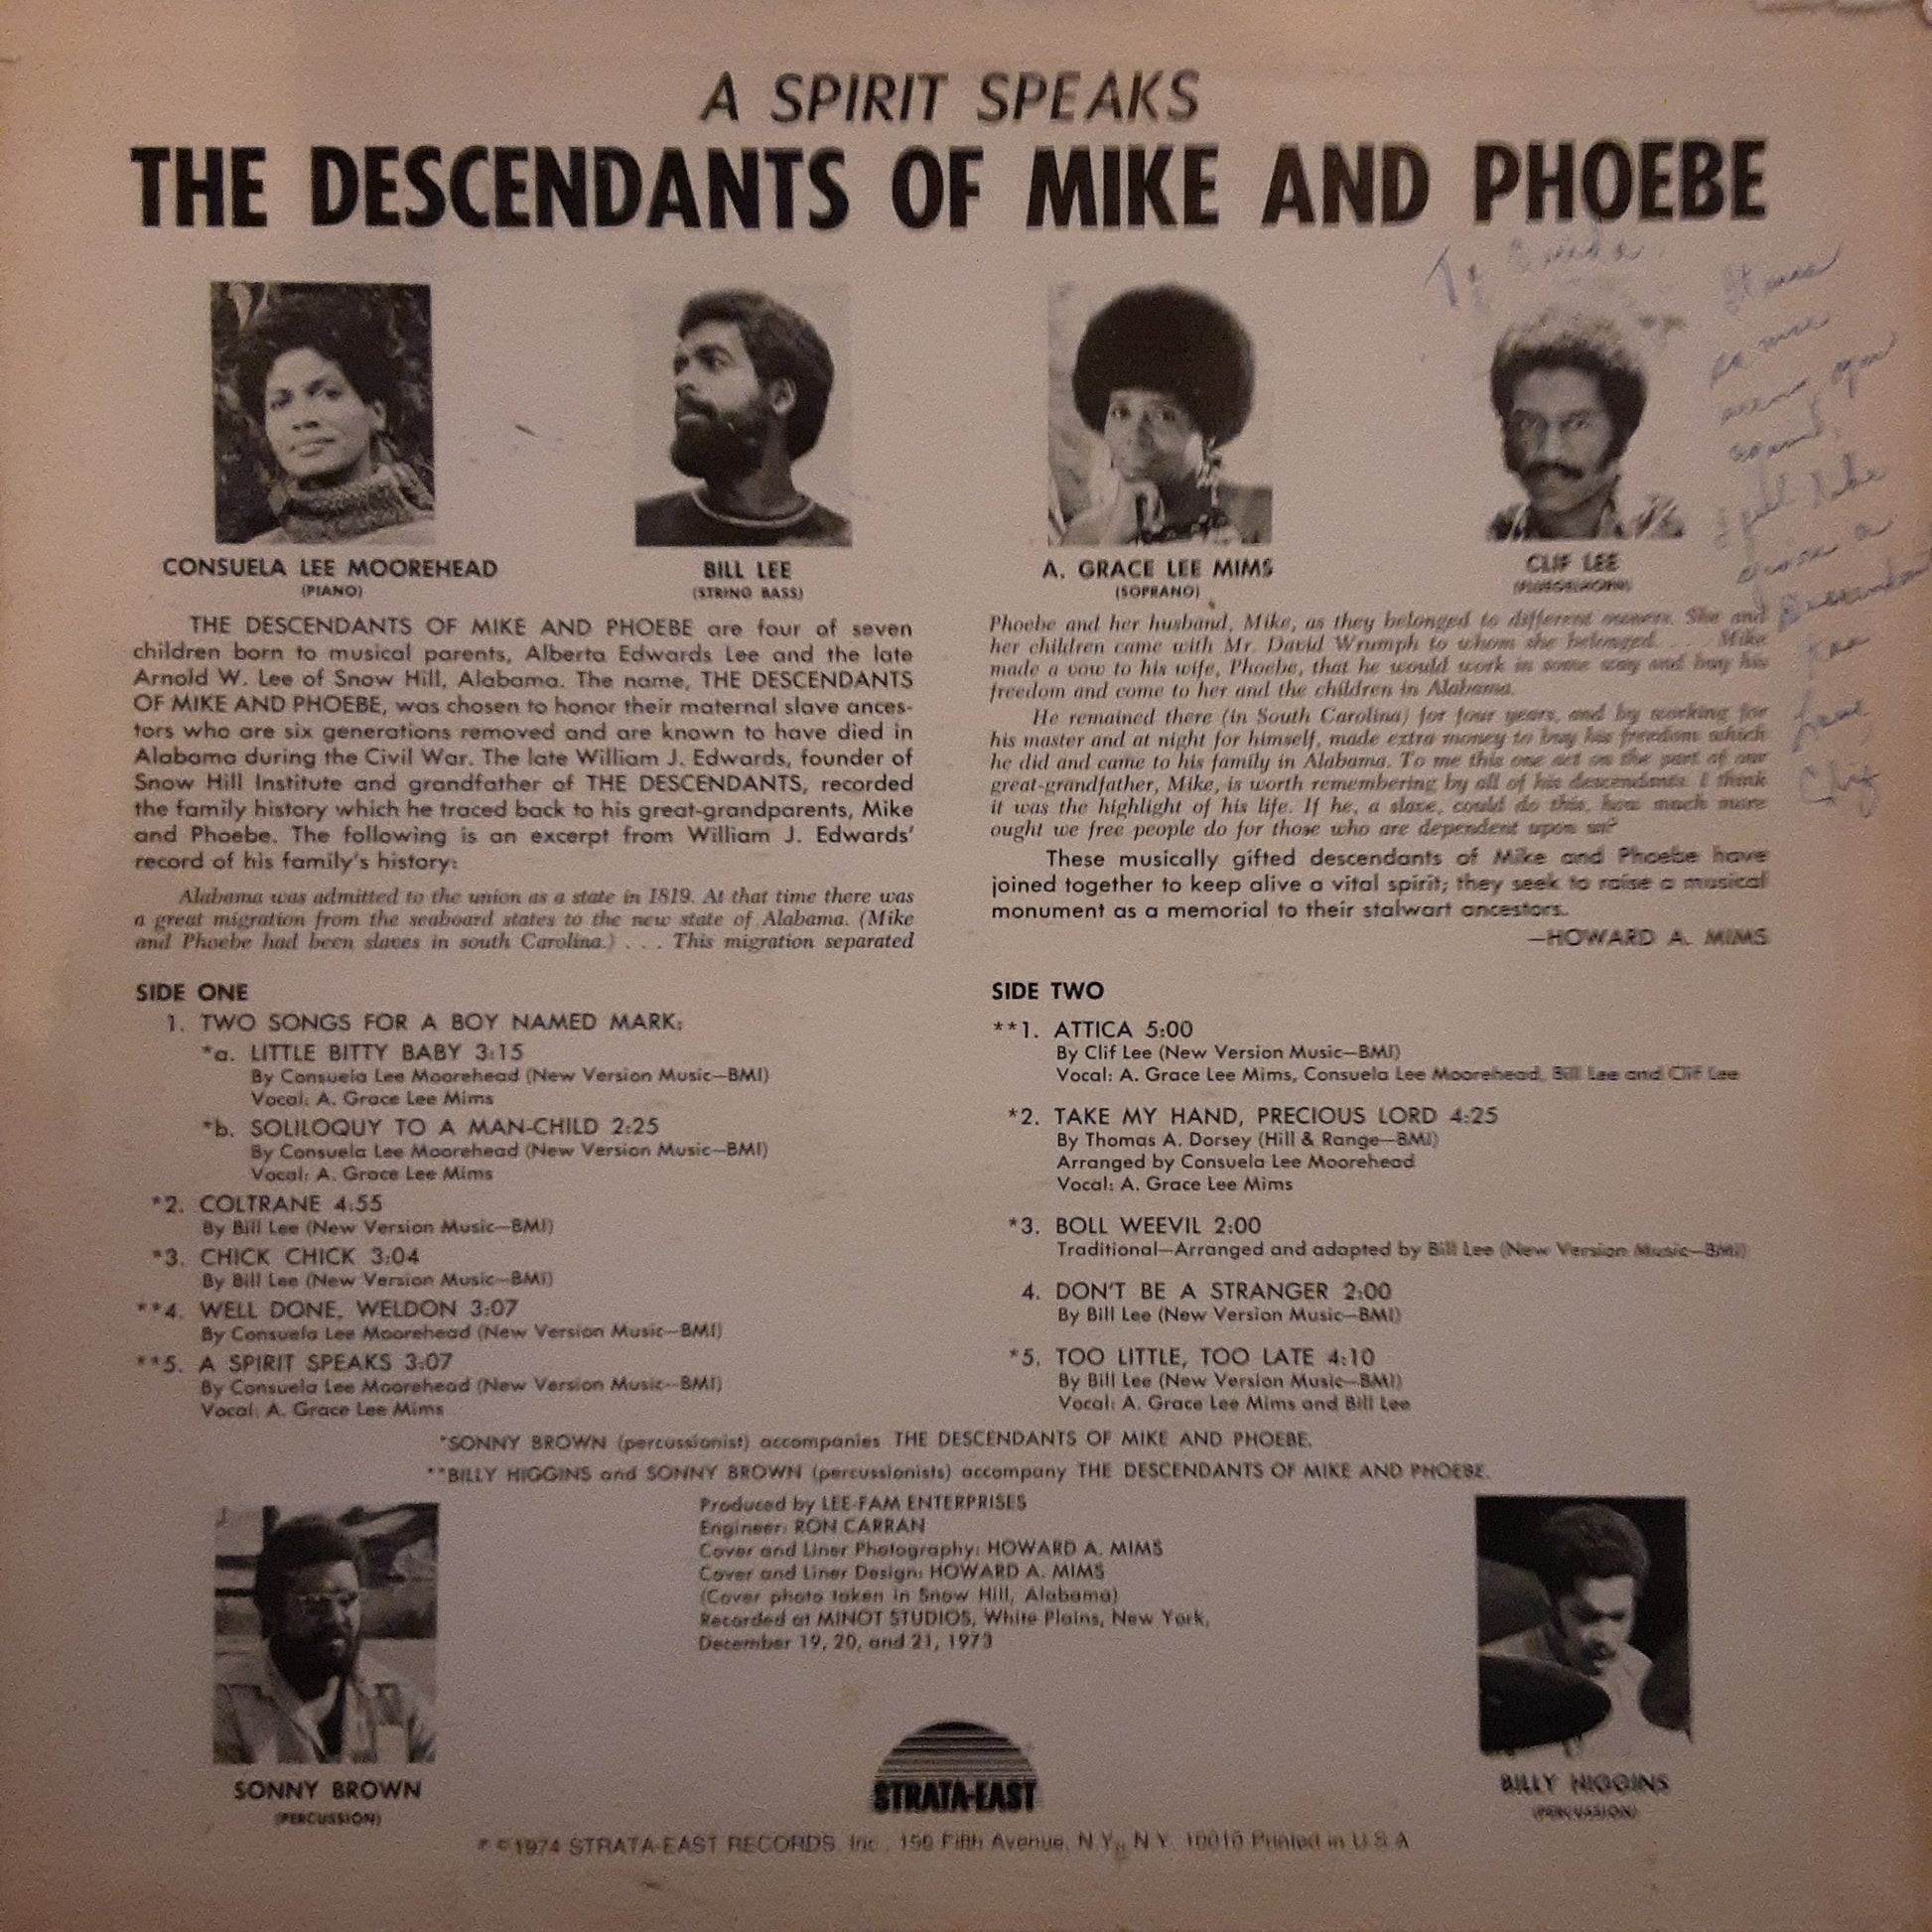 A SPIRIT SPEAKS
THE DESCENDANTS OF MIKE AND PHOEBE
CONSUELA LEE MOOREHEAD
(PIANO)
BILL LEE
(STRING BASS)
A. GRACE LEE MIMS
(SOPRANO)
CLIF LEE
(FLUEGELHORN)
THE DESCENDANTS OF MIKE AND PHOEBE are four of seven
children born to musical parents, Alberta Edwards Lee and the late
Arnold W. Lee of Snow Hill, Alabama. The name, THE DESCENDANTS
OF MIKE AND PHOEBE, was chosen to honor their maternal slave ances-
tors who are six generations removed and are known to have died in
Alabama during the Civil War. The late William J. Edwards, founder of
Snow Hill Institute and grandfather of THE DESCENDANTS, recorded
the family history which he traced back to his great-grandparents, Mike
and Phoebe. The following is an excerpt from William J. Edwards'
record of his family's history:
Alabama was admitted to the union as a state in 1819. At that time there was
a great migration from the seaboard states to the new state of Alabama. (Mike
and Phoebe had been slaves in south Carolina.) . . . This migration separated
Phoebe and her husband, Mike, as they belonged to different owners. She and
her children came with Mr. David Wrumph to whom she belonged. . . . Mike
made a vow to his wife, Phoebe, that he would work in some way and buy his
freedom and come to her and the children in Alabama.
He remained there (in South Carolina) for four years, and by working for
his master and at night for himself, made extra money to buy his freedom which
he did and came to his family in Alabama. To me this one act on the part of our
great-grandfather, Mike, is worth remembering by all of his descendants. I think
it was the highlight of his life. If he, a slave, could do this, how much more
ought we free people do for those who are dependent upon us?
These musically gifted descendants of Mike and Phoebe have
joined together to keep alive a vital spirit; they seek to raise a musical
monument as a memorial to their stalwart ancestors.
—HOWARD A. MIMS
To
Clif
SIDE ONE
1. TWO SONGS FOR A BOY NAMED MARK:
*a. LITTLE BITTY BABY 3:15
By Consuela Lee Moorehead (New Version Music—BMI)
Vocal: A. Grace Lee Mims
*b. SOLILOQUY TO A MAN-CHILD 2:25
By Consuela Lee Moorehead (New Version Music—BMI)
Vocal: A. Grace Lee Mims
*2. COLTRANE 4:55
By Bill Lee (New Version Music—BMI)
*3. CHICK CHICK 3:04
By Bill Lee (New Version Music—BMI)
**4. WELL DONE, WELDON 3:07
By Consuela Lee Moorehead (New Version Music—BMI)
**5. A SPIRIT SPEAKS 3:07
By Consuela Lee Moorehead (New Version Music—BMI)
Vocal: A. Grace Lee Mims
SIDE TWO
**1. ATTICA 5:00
By Clif Lee (New Version Music—BMI)
Vocal: A. Grace Lee Mims, Consuela Lee Moorehead, Bill Lee and Clif Lee
*2. TAKE MY HAND, PRECIOUS LORD 4:25
By Thomas A. Dorsey (Hill & Range—BMI)
Arranged by Consuela Lee Moorehead
Vocal: A. Grace Lee Mims
*3. BOLL WEEVIL 2:00
Traditional—Arranged and adapted by Bill Lee (New Version Music—BMI)
4. DON'T BE A STRANGER 2:00
By Bill Lee (New Version Music—BMI)
*5. TOO LITTLE, TOO LATE 4:10
By Bill Lee (New Version Music—BMI)
Vocal: A. Grace Lee Mims and Bill Lee
*SONNY BROWN (percussionist) accompanies THE DESCENDANTS OF MIKE AND PHOEBE.
**BILLY HIGGINS and SONNY BROWN (percussionists) accompany THE DESCENDANTS OF MIKE AND PHOEBE.
Produced by LEE-FAM ENTERPRISES
Engineer: RON CARRAN
Cover and Liner Photography: HOWARD A. MIMS
Cover and Liner Design: HOWARD A. MIMS
(Cover photo taken in Snow Hill, Alabama)
Recorded at MINOT STUDIOS, White Plains, New York,
December 19, 20, and 21, 1973
SONNY BROWN
(PERCUSSION)
STRATA-EAST
BILLY HIGGINS
(PERCUSSION)
©1974 STRATA-EAST RECORDS, Inc., 156 Fifth Avenue, N.Y., N.Y. 10010 Printed in U.S.A